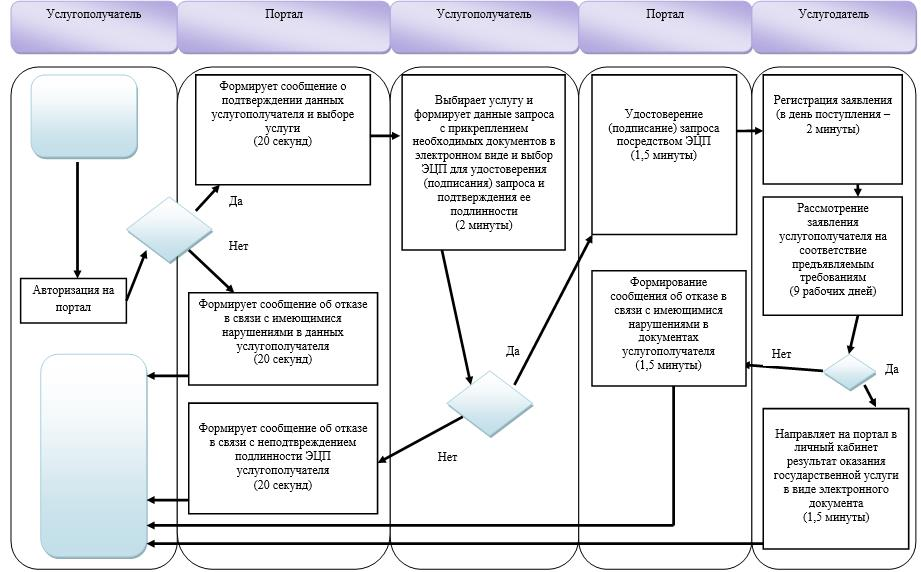 Услугополучатель
Портал
Услугополучатель
Портал
Услугодатель
Авторизация на
портал
Формирует сообщение о
подтверждении данных
услугополучателя и выборе
услуги
(20 секунд)
Да
Нет
Формирует сообщение об отказе
в связи с имеющимися
нарушениями в данных
услугополучателя
(20 секунд)
Формирует сообщение об отказе
в связи с неподтвреждением
подлинности ЭЦП
услугополучателя
(20 секунд)
Выбирает услугу и
формирует данные запроса
с прикреплением
необходимых документов в
электронном виде и выбор
ЭЦП для удостоверения
(подписания) запроса и
подтверждения ее
подлинности
(2 минуты)
Да
Нет
Удостоверение
(подписание) запроса
посредством ЭЦП
(1,5 минуты)
Формирование
сообщения об отказе в
связи с имеющимися
нарушениями в
документах
услугополучателя
(1,5 минуты)
Регистрация заявления
(в день поступления –
2 минуты)
Рассмотрение
заявления
услугополучателя на
соответствие
предъявляемым
требованиям
(9 рабочих дней)
Нет
Да
Направляет на портал в
личный кабинет
результат оказания
государственной услуги
в виде электронного
документа
(1,5 минуты)